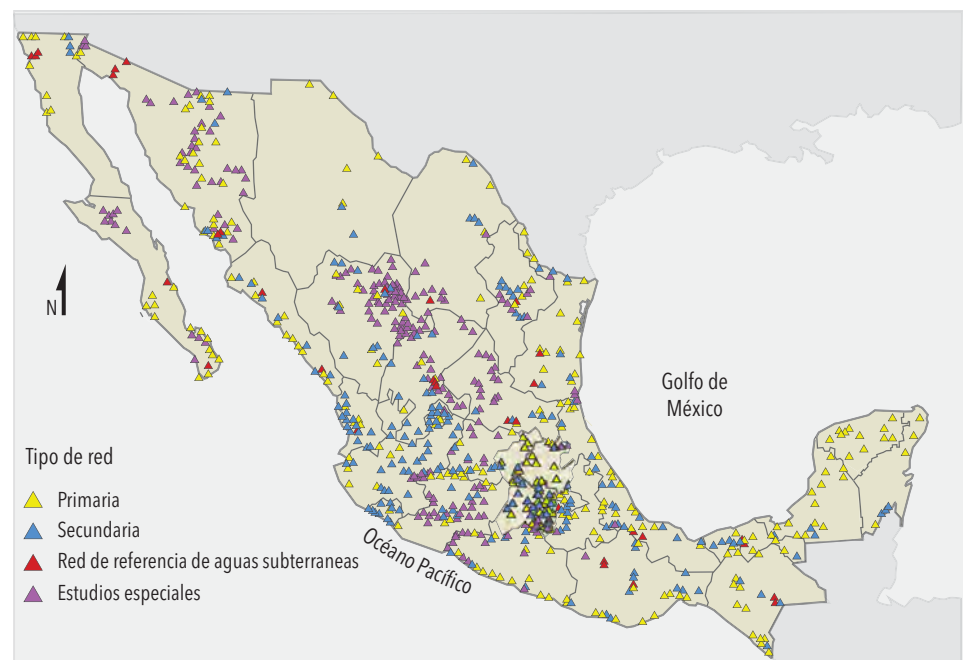 N
Golfo de
México
Océano Pacífico
Tipo de red
Primaria
Secundaria
Red de referencia de aguas subterraneas
Estudios especiales